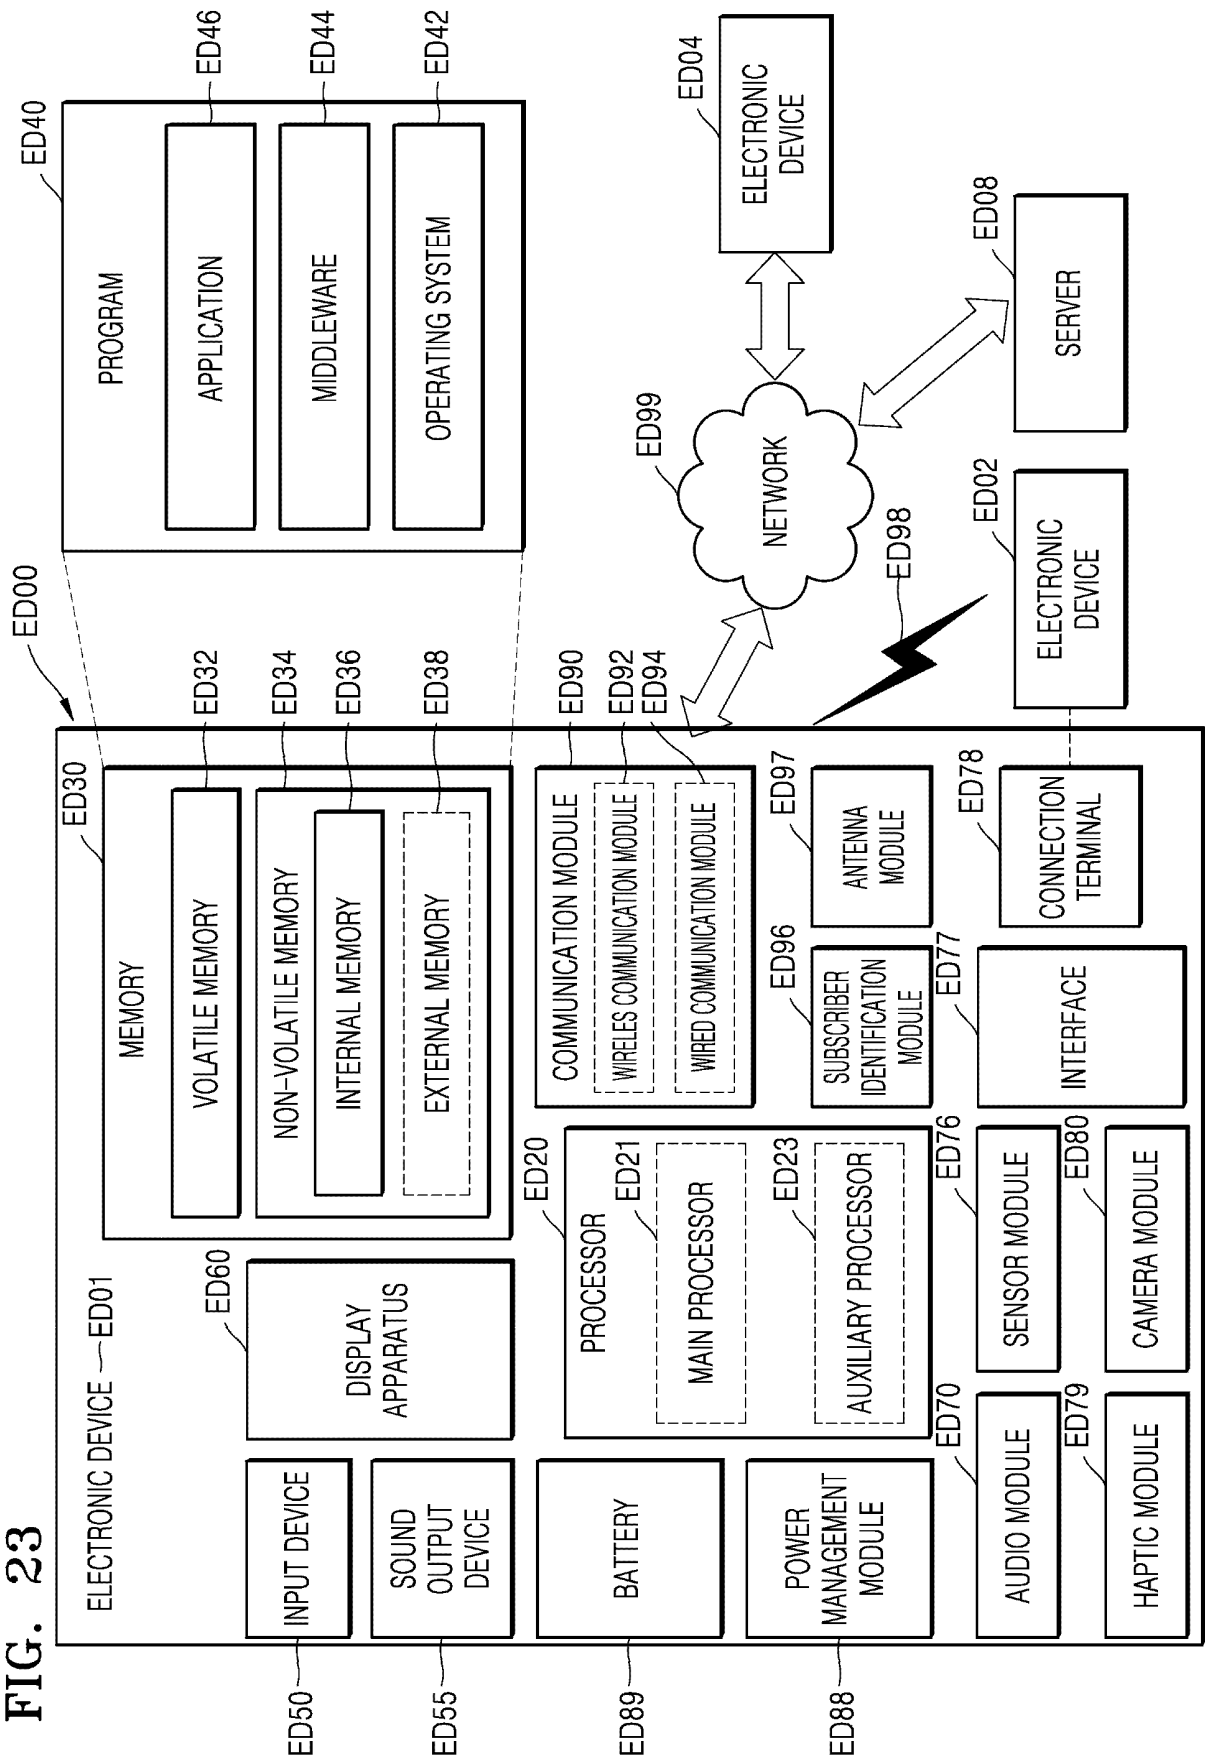 FIG. 23
ED00
ELECTRONIC DEVICE
ED01
ED50
INPUT DEVICE
ED55
SOUND
OUTPUT
DEVICE
ED60
DISPLAY
APPARATUS
ED30
MEMORY
VOLATILE MEMORY
ED32
NON-VOLATILE MEMORY
ED34
INTERNAL MEMORY
ED36
EXTERNAL MEMORY
ED38
ED40
PROGRAM
APPLICATION
ED46
MIDDLEWARE
ED44
OPERATING SYSTEM
ED42
ED89
BATTERY
ED88
POWER
MANAGEMENT
MODULE
ED20
PROCESSOR
ED21
MAIN PROCESSOR
ED23
AUXILIARY PROCESSOR
ED90
COMMUNICATION MODULE
ED92
WIRELES COMMUNICATION MODULE
ED94
WIRED COMMUNICATION MODULE
ED96
SUBSCRIBER
IDENTIFICATION
MODULE
ED97
ANTENNA
MODULE
ED99
NETWORK
ED04
ELECTRONIC
DEVICE
ED98
ED70
AUDIO MODULE
ED76
SENSOR MODULE
ED77
INTERFACE
ED78
CONNECTION
TERMINAL
ED02
ELECTRONIC
DEVICE
ED08
SERVER
ED79
HAPTIC MODULE
ED80
CAMERA MODULE